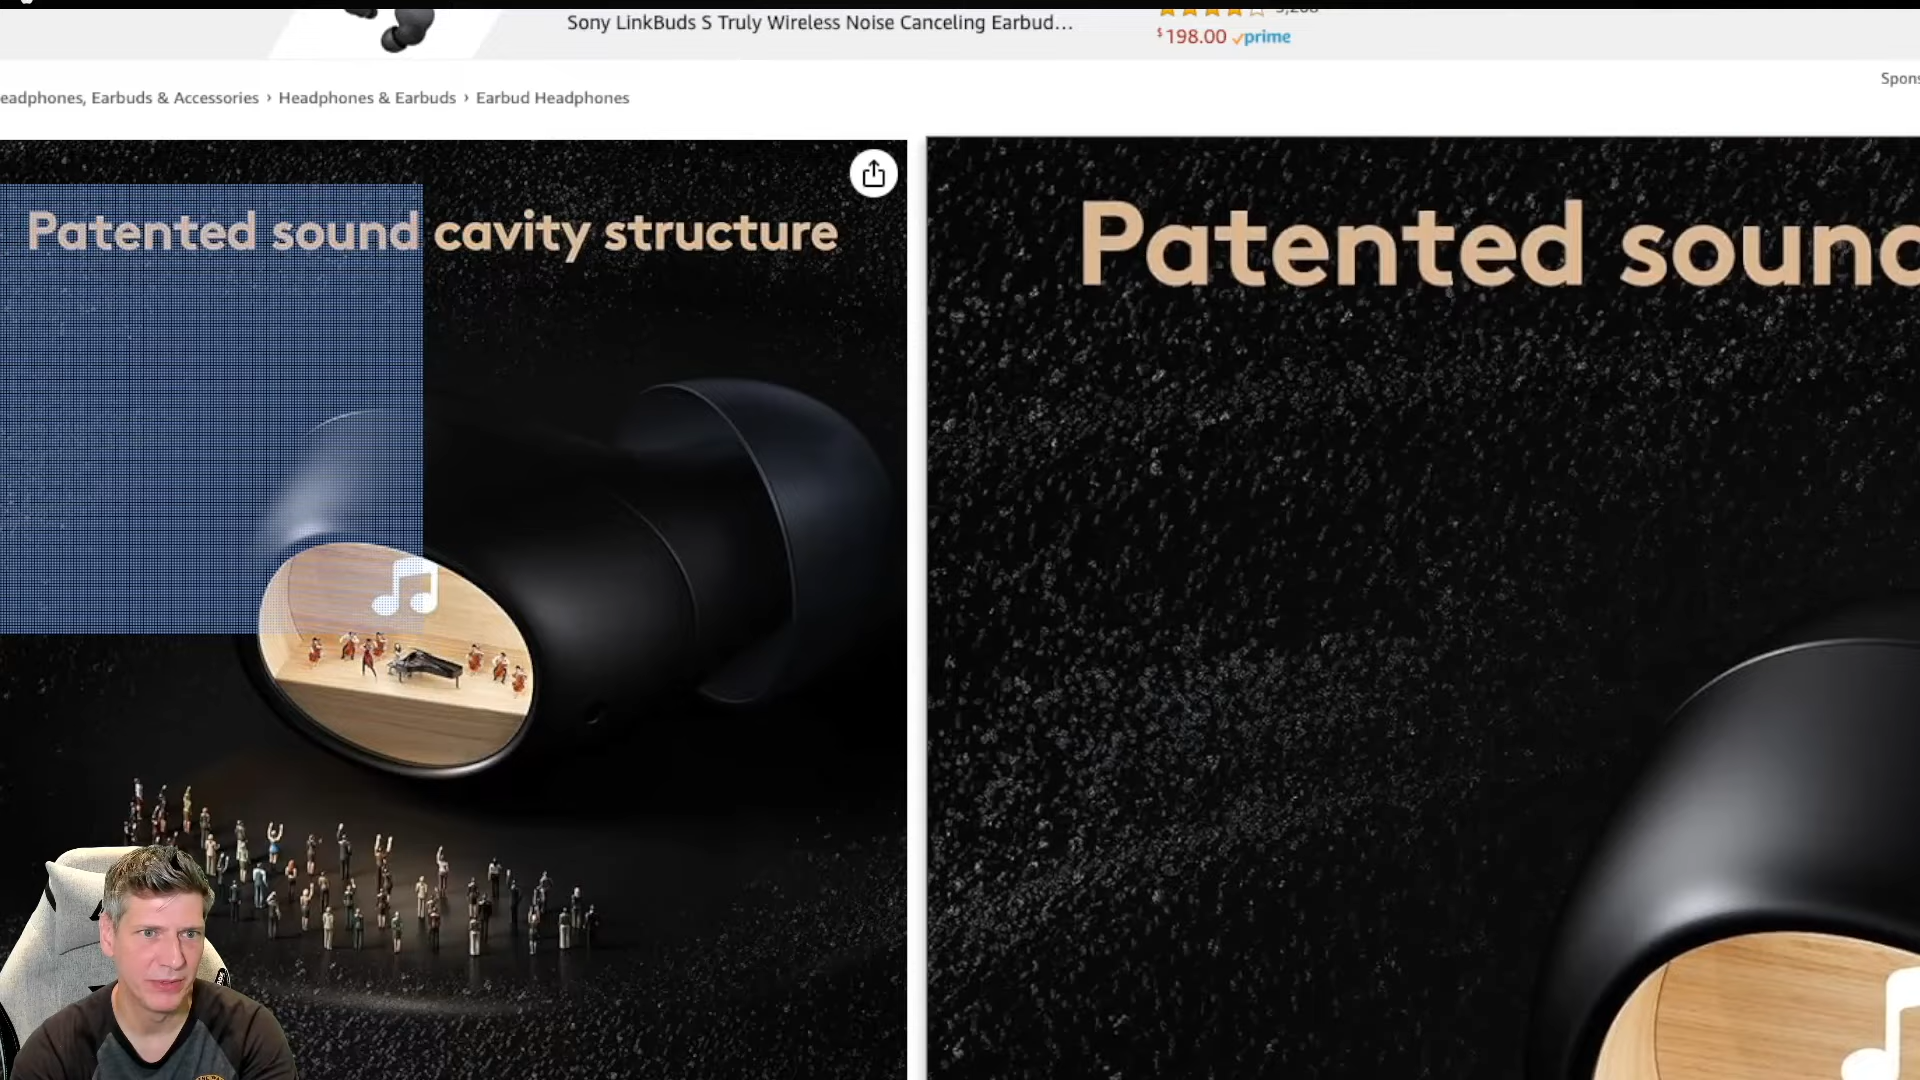 Sony LinkBuds S Truly Wireless Noise Canceling Earbud…
$198.00 prime
Spons
eadphones, Earbuds & Accessories › Headphones & Earbuds › Earbud Headphones
Patented sound cavity structure
Patented sound